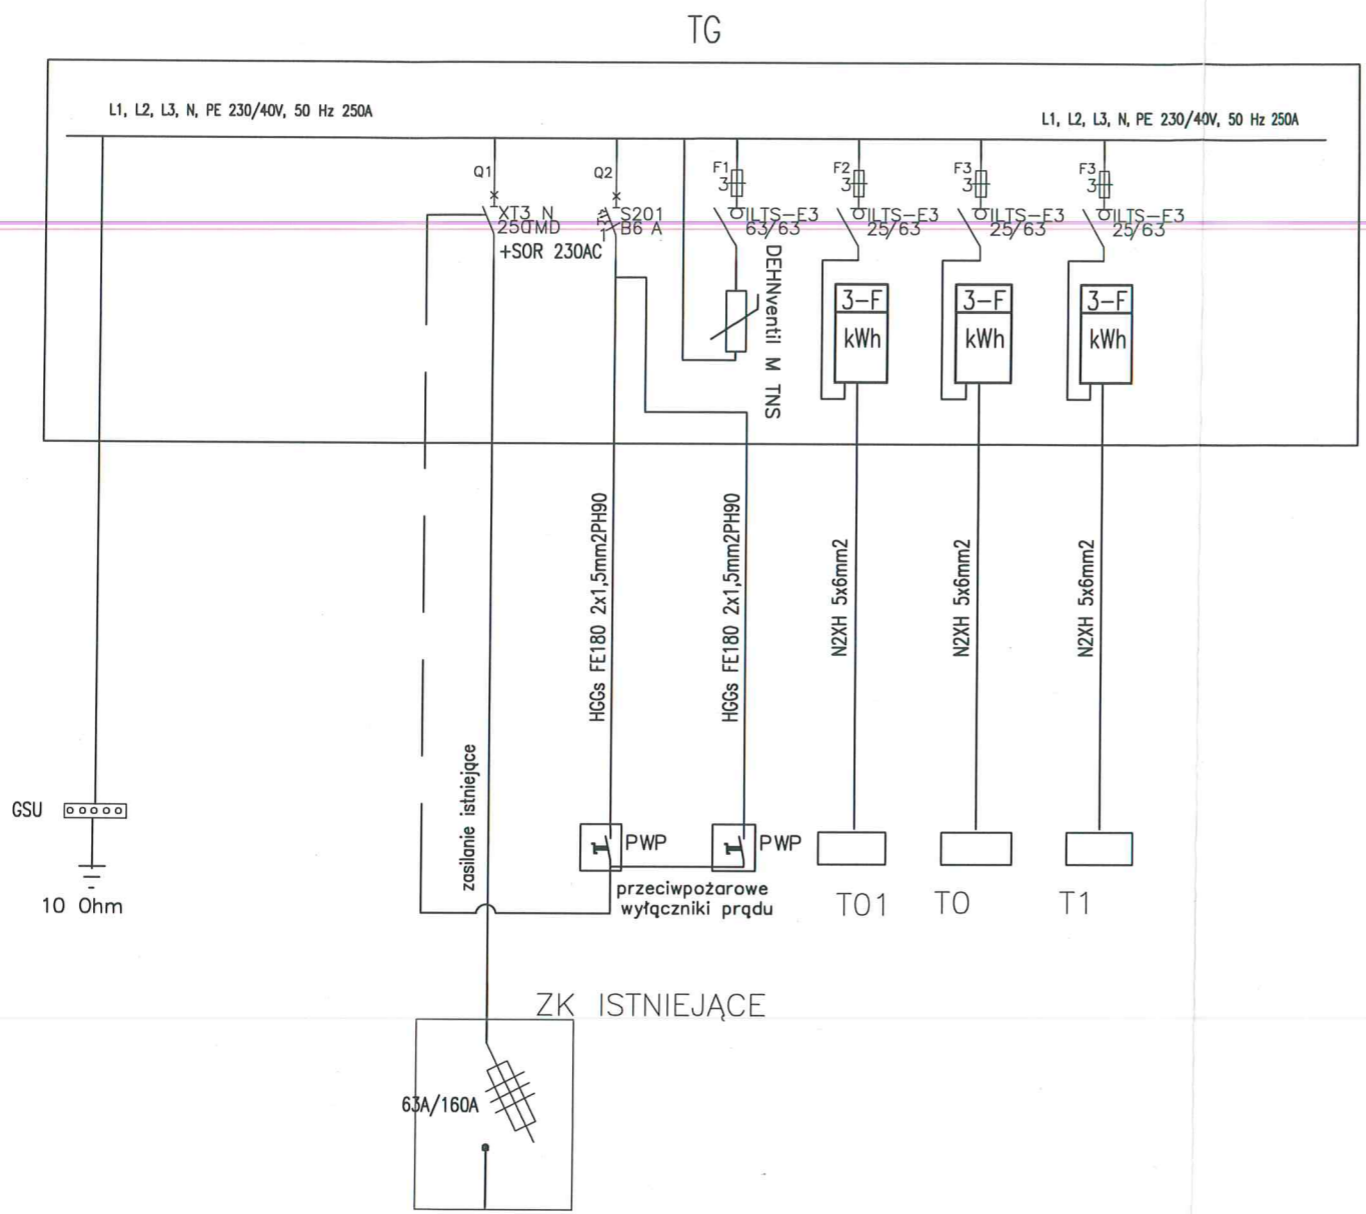 TG
L1, L2, L3, N, PE 230/40V, 50 Hz 250A
L1, L2, L3, N, PE 230/40V, 50 Hz 250A
Q1
XT3 N
250TMD
+SOR 230AC
Q2
S201
B6 A
1
F1
3
ILTS-E3
63/63
F2
3
ILTS-E3
25/63
F3
3
ILTS-E3
25/63
F3
3
ILTS-E3
25/63
DEHNventil M TNS
3-F
kWh
3-F
kWh
3-F
kWh
HGGs FE180 2x1,5mm2PH90
HGGs FE180 2x1,5mm2PH90
N2XH 5x6mm2
N2XH 5x6mm2
N2XH 5x6mm2
zasilanie istniejące
GSU
10 Ohm
PWP
PWP
przeciwpożarowe
wyłączniki prądu
TO1
TO
T1
ZK ISTNIEJĄCE
63A/160A